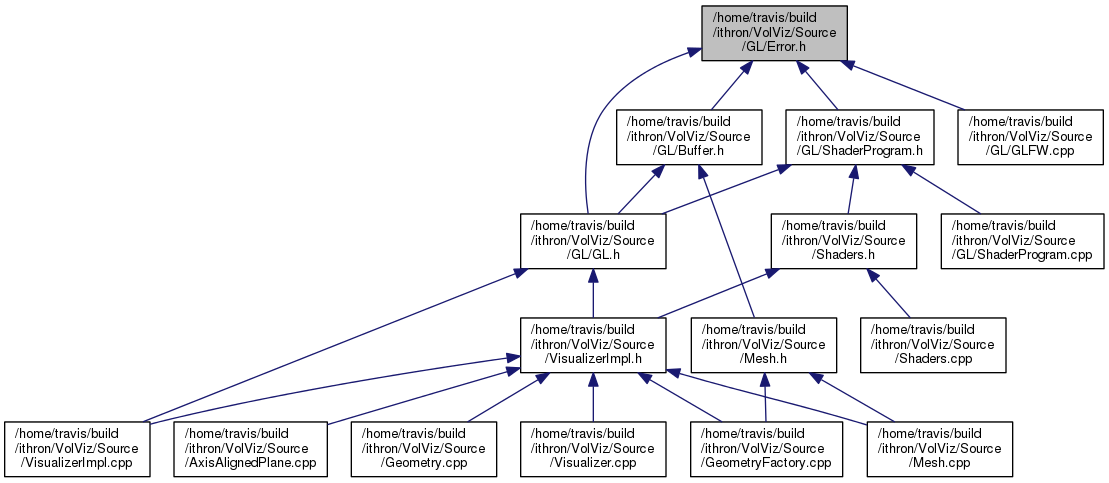 /home/travis/build
/ithron/VolViz/Source
/GL/Error.h
/home/travis/build
/ithron/VolViz/Source
/GL/Buffer.h
/home/travis/build
/ithron/VolViz/Source
/GL/ShaderProgram.h
/home/travis/build
/ithron/VolViz/Source
/GL/GLFW.cpp
/home/travis/build
/ithron/VolViz/Source
/GL/GL.h
/home/travis/build
/ithron/VolViz/Source
/Shaders.h
/home/travis/build
/ithron/VolViz/Source
/GL/ShaderProgram.cpp
/home/travis/build
/ithron/VolViz/Source
/VisualizerImpl.h
/home/travis/build
/ithron/VolViz/Source
/Mesh.h
/home/travis/build
/ithron/VolViz/Source
/Shaders.cpp
/home/travis/build
/ithron/VolViz/Source
/VisualizerImpl.cpp
/home/travis/build
/ithron/VolViz/Source
/AxisAlignedPlane.cpp
/home/travis/build
/ithron/VolViz/Source
/Geometry.cpp
/home/travis/build
/ithron/VolViz/Source
/Visualizer.cpp
/home/travis/build
/ithron/VolViz/Source
/GeometryFactory.cpp
/home/travis/build
/ithron/VolViz/Source
/Mesh.cpp